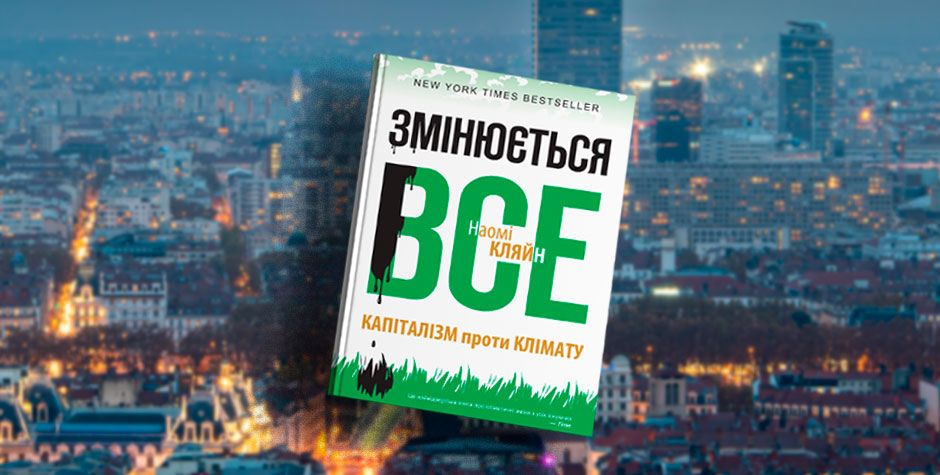 NEW YORK TIMES BESTSELLER
ЗМІНЮЄТЬСЯ
ВСЕ
Наомі
КЛЯЙН
КАПІТАЛІЗМ проти КЛІМАТУ